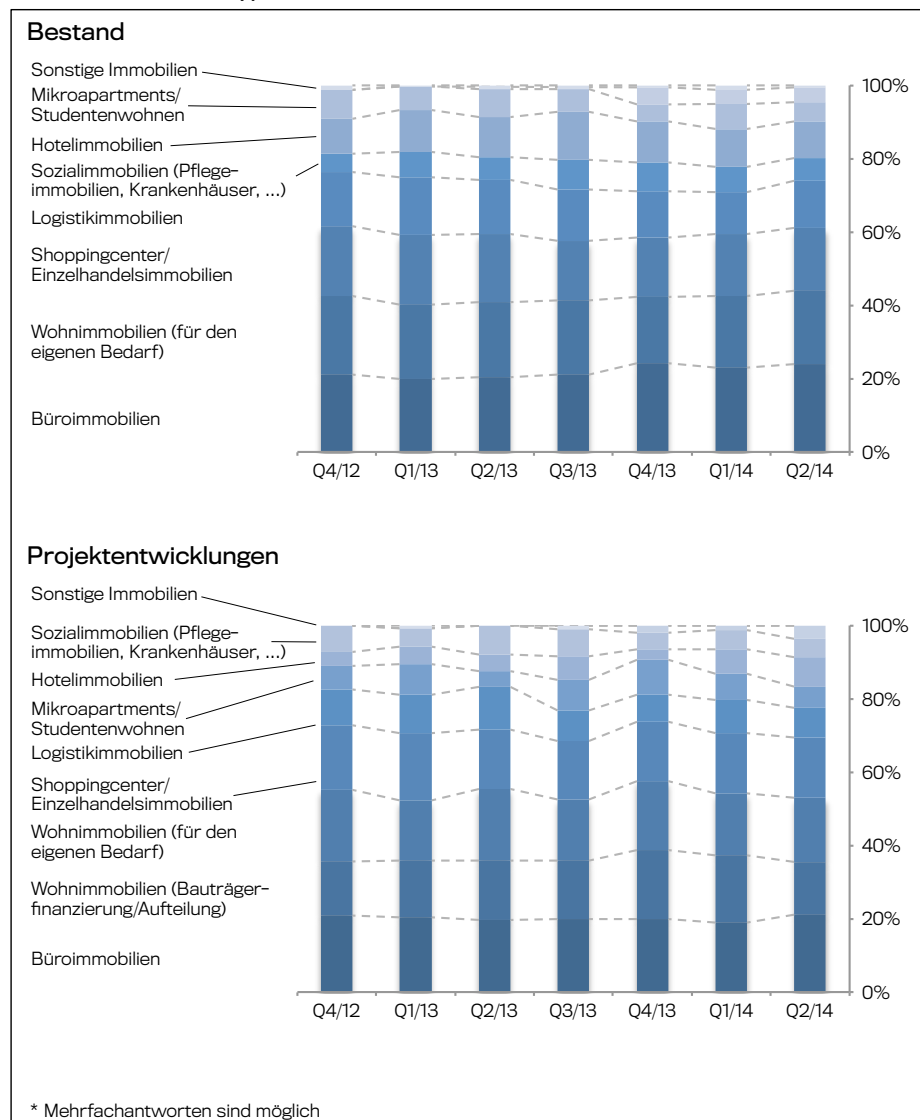 Bestand
Sonstige Immobilien
Mikroapartments/
Studentenwohnen
Hotelimmobilien
Sozialimmobilien (Pflege-
immobilien, Krankenhäuser, ...)
Logistikimmobilien
Shoppingcenter/
Einzelhandelsimmobilien
Wohnimmobilien (für den
eigenen Bedarf)
Büroimmobilien
100%
80%
60%
40%
20%
0%
Q4/12 Q1/13 Q2/13 Q3/13 Q4/13 Q1/14 Q2/14
Projektentwicklungen
Sonstige Immobilien
Sozialimmobilien (Pflege-
immobilien, Krankenhäuser, ...)
Hotelimmobilien
Mikroapartments/
Studentenwohnen
Logistikimmobilien
Shoppingcenter/
Einzelhandelsimmobilien
Wohnimmobilien (für den
eigenen Bedarf)
Wohnimmobilien (Bauträger-
finanzierung/Aufteilung)
Büroimmobilien
100%
80%
60%
40%
20%
0%
Q4/12 Q1/13 Q2/13 Q3/13 Q4/13 Q1/14 Q2/14
* Mehrfachantworten sind möglich